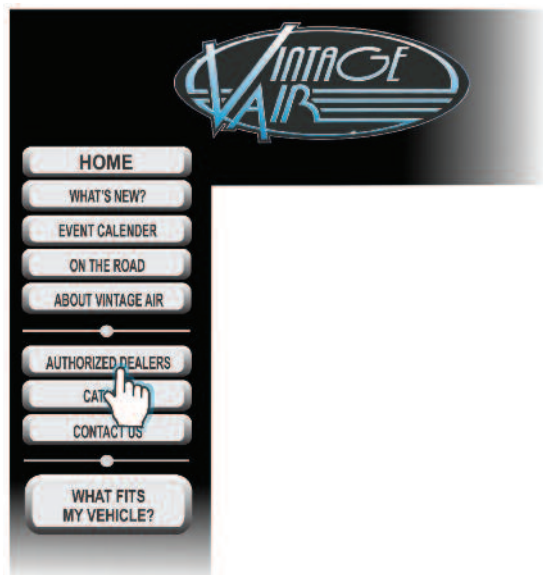 VINTAGE
AIR
HOME
WHAT'S NEW?
EVENT CALENDER
ON THE ROAD
ABOUT VINTAGE AIR
AUTHORIZED DEALERS
CONTACT US
WHAT FITS
MY VEHICLE?